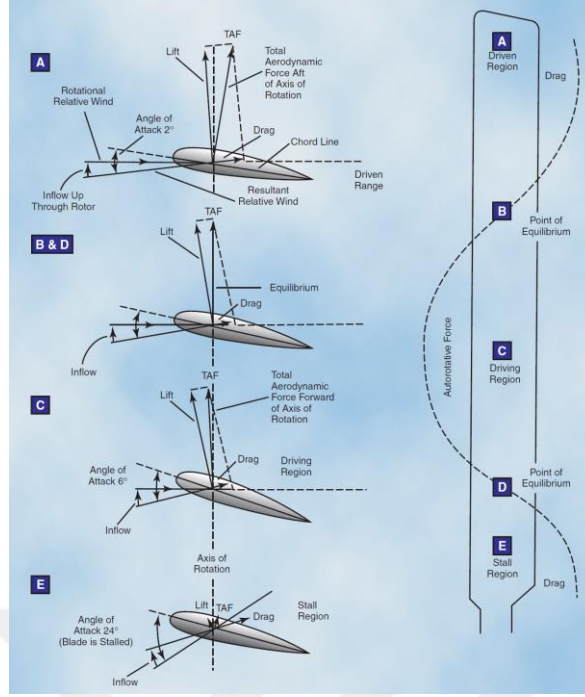 A
Lift
TAF
Total
Aerodynamic
Force Aft
of Axis of
Rotation
Rotational
Relative Wind
Angle of
Attack 2°
Drag
Chord Line
Inflow Up
Through Rotor
Resultant
Relative Wind
Driven
Range
B & D
TAF
Lift
Equilibrium
Drag
Inflow
C
TAF
Lift
Total
Aerodynamic
Force Forward
of Axis of
Rotation
Angle of
Attack 6°
Drag
Driving
Region
Inflow
Axis of
Rotation
E
Lift
TAF
Drag
Stall
Region
Angle of
Attack 24°
(Blade is Stalled)
Inflow
A
Driven
Region
Drag
B
Point of
Equilibrium
Autorotative Force
C
Driving
Region
Point of
Equilibrium
D
E
Stall
Region
Drag